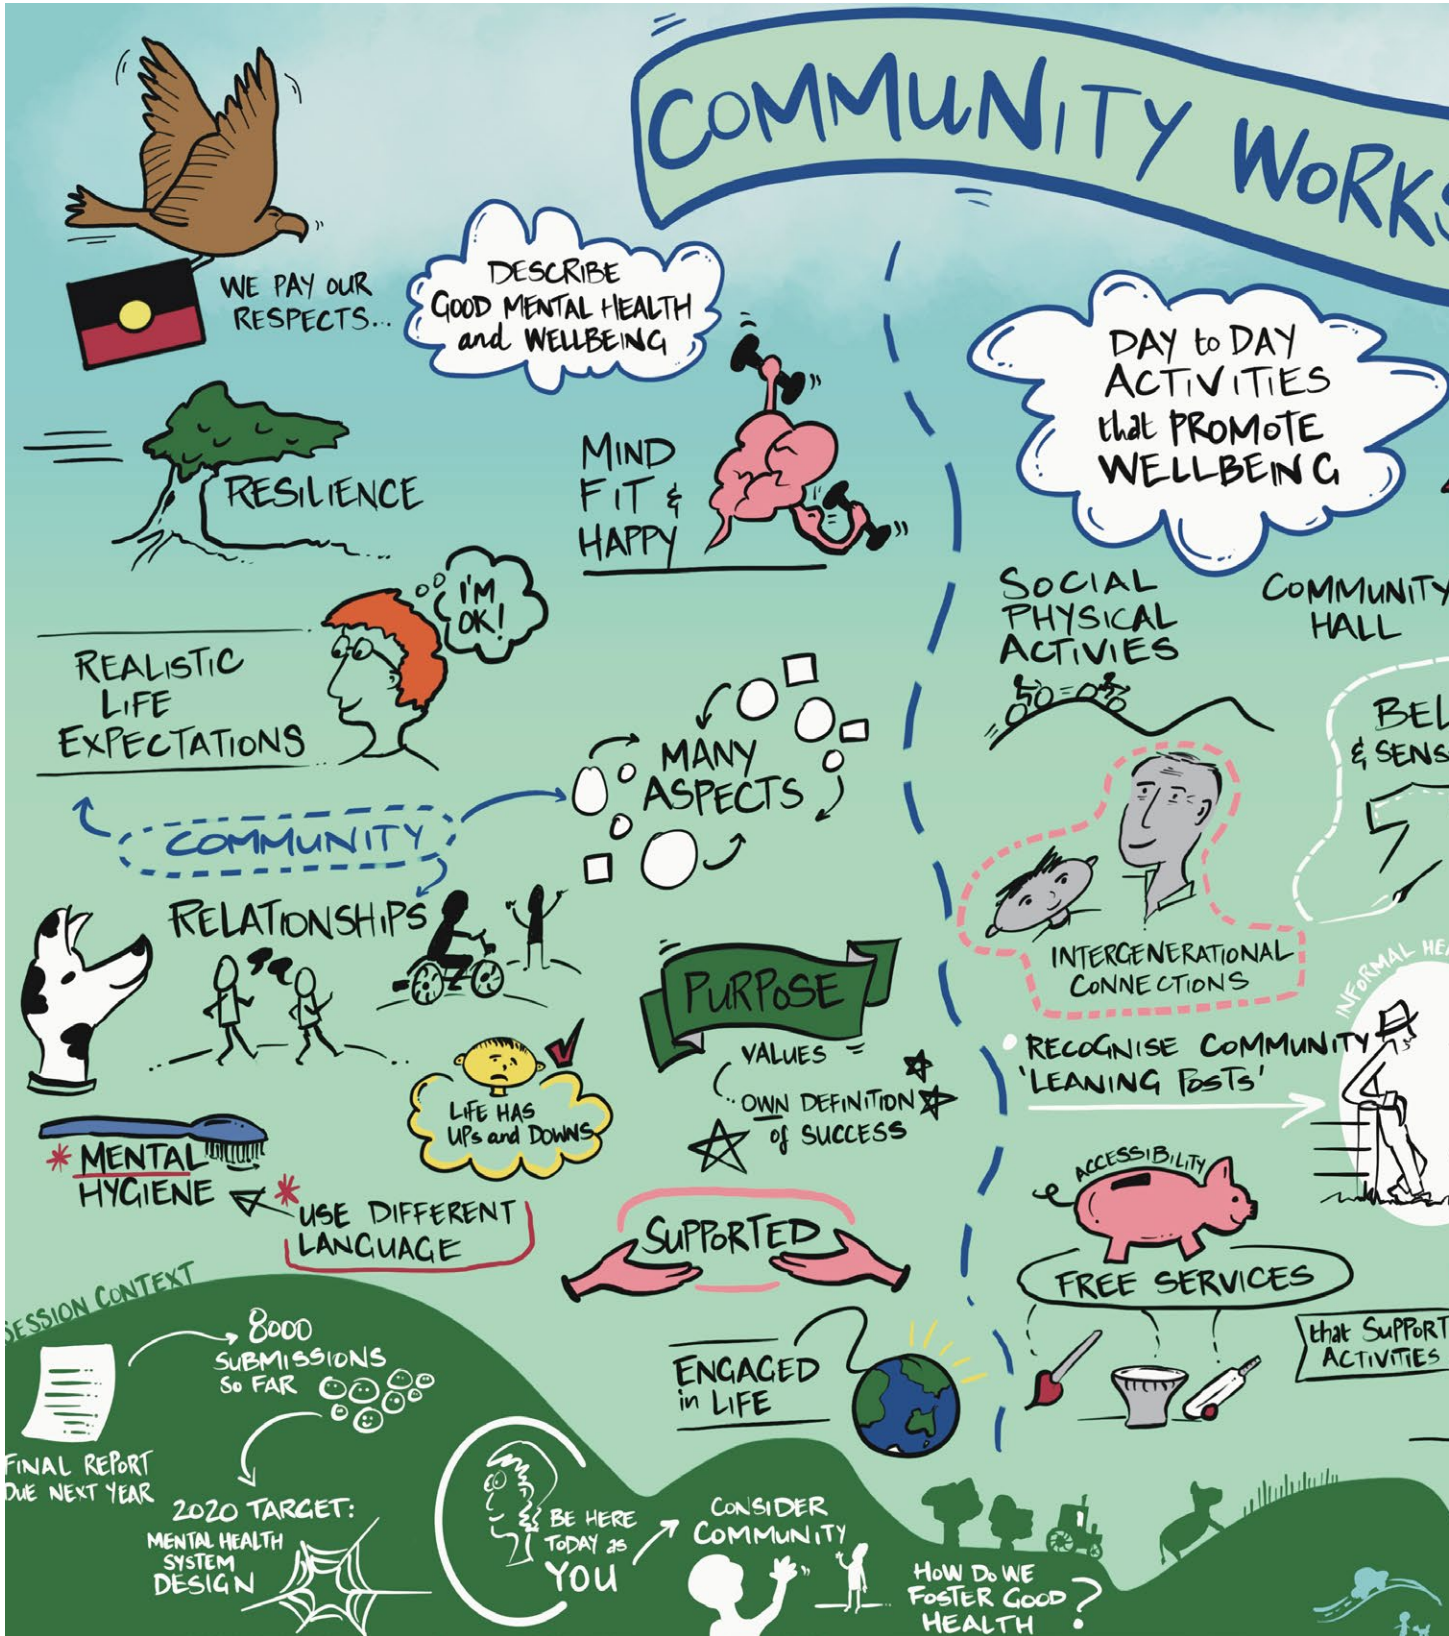 COMMUNITY WORKS
WE PAY OUR
RESPECTS...
DESCRIBE
GOOD MENTAL HEALTH
and WELLBEING
RESILIENCE
MIND
FIT &
HAPPY
I'M
OK!
REALISTIC
LIFE
EXPECTATIONS
MANY
ASPECTS
COMMUNITY
RELATIONSHIPS
PURPOSE
VALUES
OWN DEFINITION
of SUCCESS
LIFE HAS
UPs and DOWNS
* MENTAL
HYGIENE
* USE DIFFERENT
LANGUAGE
SUPPORTED
ENGAGED
in LIFE
DAY to DAY
ACTIVITIES
that PROMOTE
WELLBEING
SOCIAL
PHYSICAL
ACTIVIES
COMMUNITY
HALL
BEL
& SENS
INTERGENERATIONAL
CONNECTIONS
INFORMAL HEA
RECOGNISE COMMUNITY
'LEANING POSTS'
ACCESSIBILITY
FREE SERVICES
that SUPPORT
ACTIVITIES
SESSION CONTEXT
8000
SUBMISSIONS
SO FAR
FINAL REPORT
DUE NEXT YEAR
2020 TARGET:
MENTAL HEALTH
SYSTEM
DESIGN
BE HERE
TODAY as
YOU
CONSIDER
COMMUNITY
HOW DO WE
FOSTER GOOD
HEALTH ?